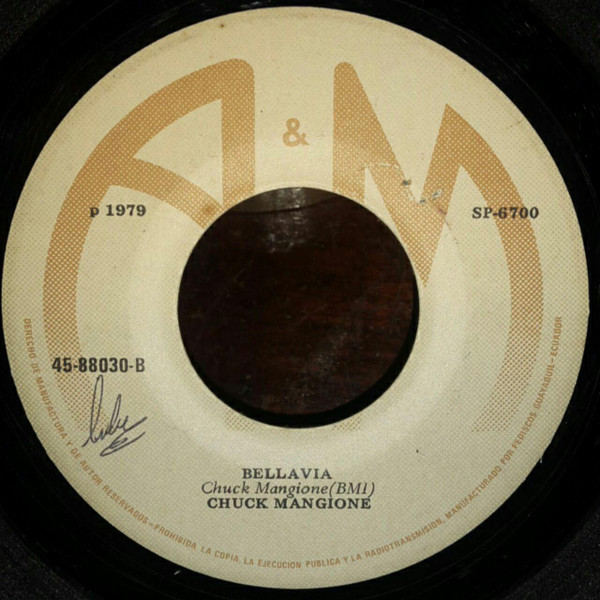 A&M
p 1979
SP-6700
45-88030-B
BELLAVIA
Chuck Mangione(BMI)
CHUCK MANGIONE
DERECHO DE MANUFACTURA Y DE AUTOR RESERVADOS-PROHIBIDA LA COPIA, LA EJECUCION PUBLICA Y LA RADIOTRANSMISION, MANUFACTURADO POR FEDISCOS GUAYAQUIL-ECUADOR